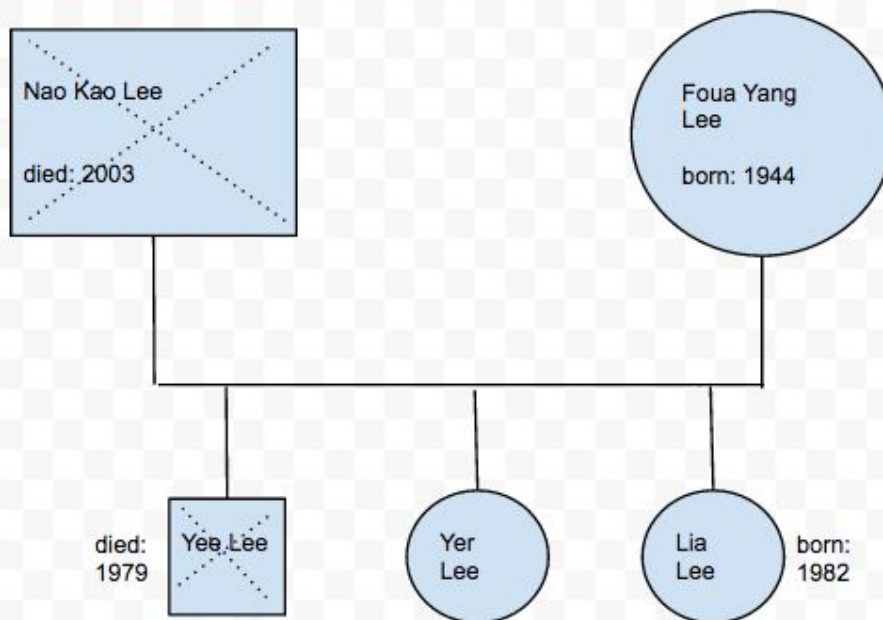 Nao Kao Lee
died: 2003
Foua Yang
Lee
born: 1944
died:
1979
Yee Lee
Yer
Lee
Lia
Lee
born:
1982